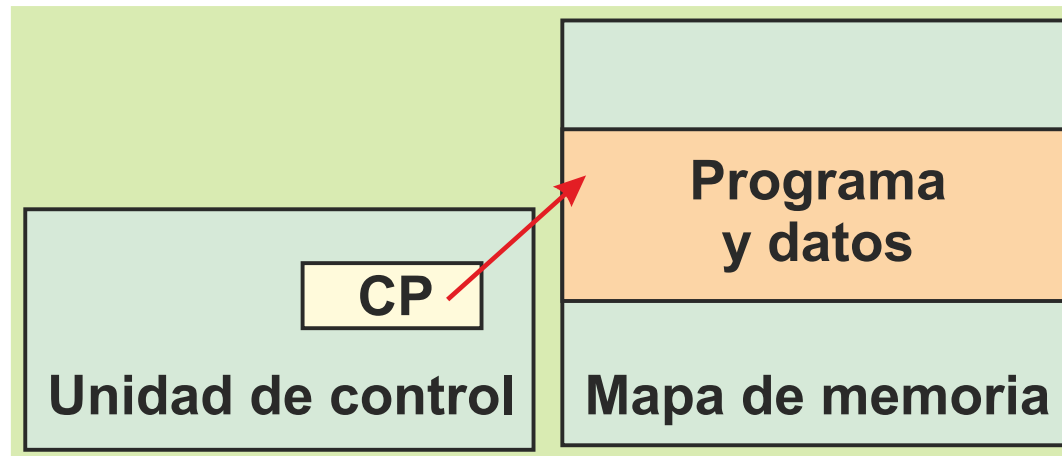 Programa
y datos
CP
Unidad de control
Mapa de memoria